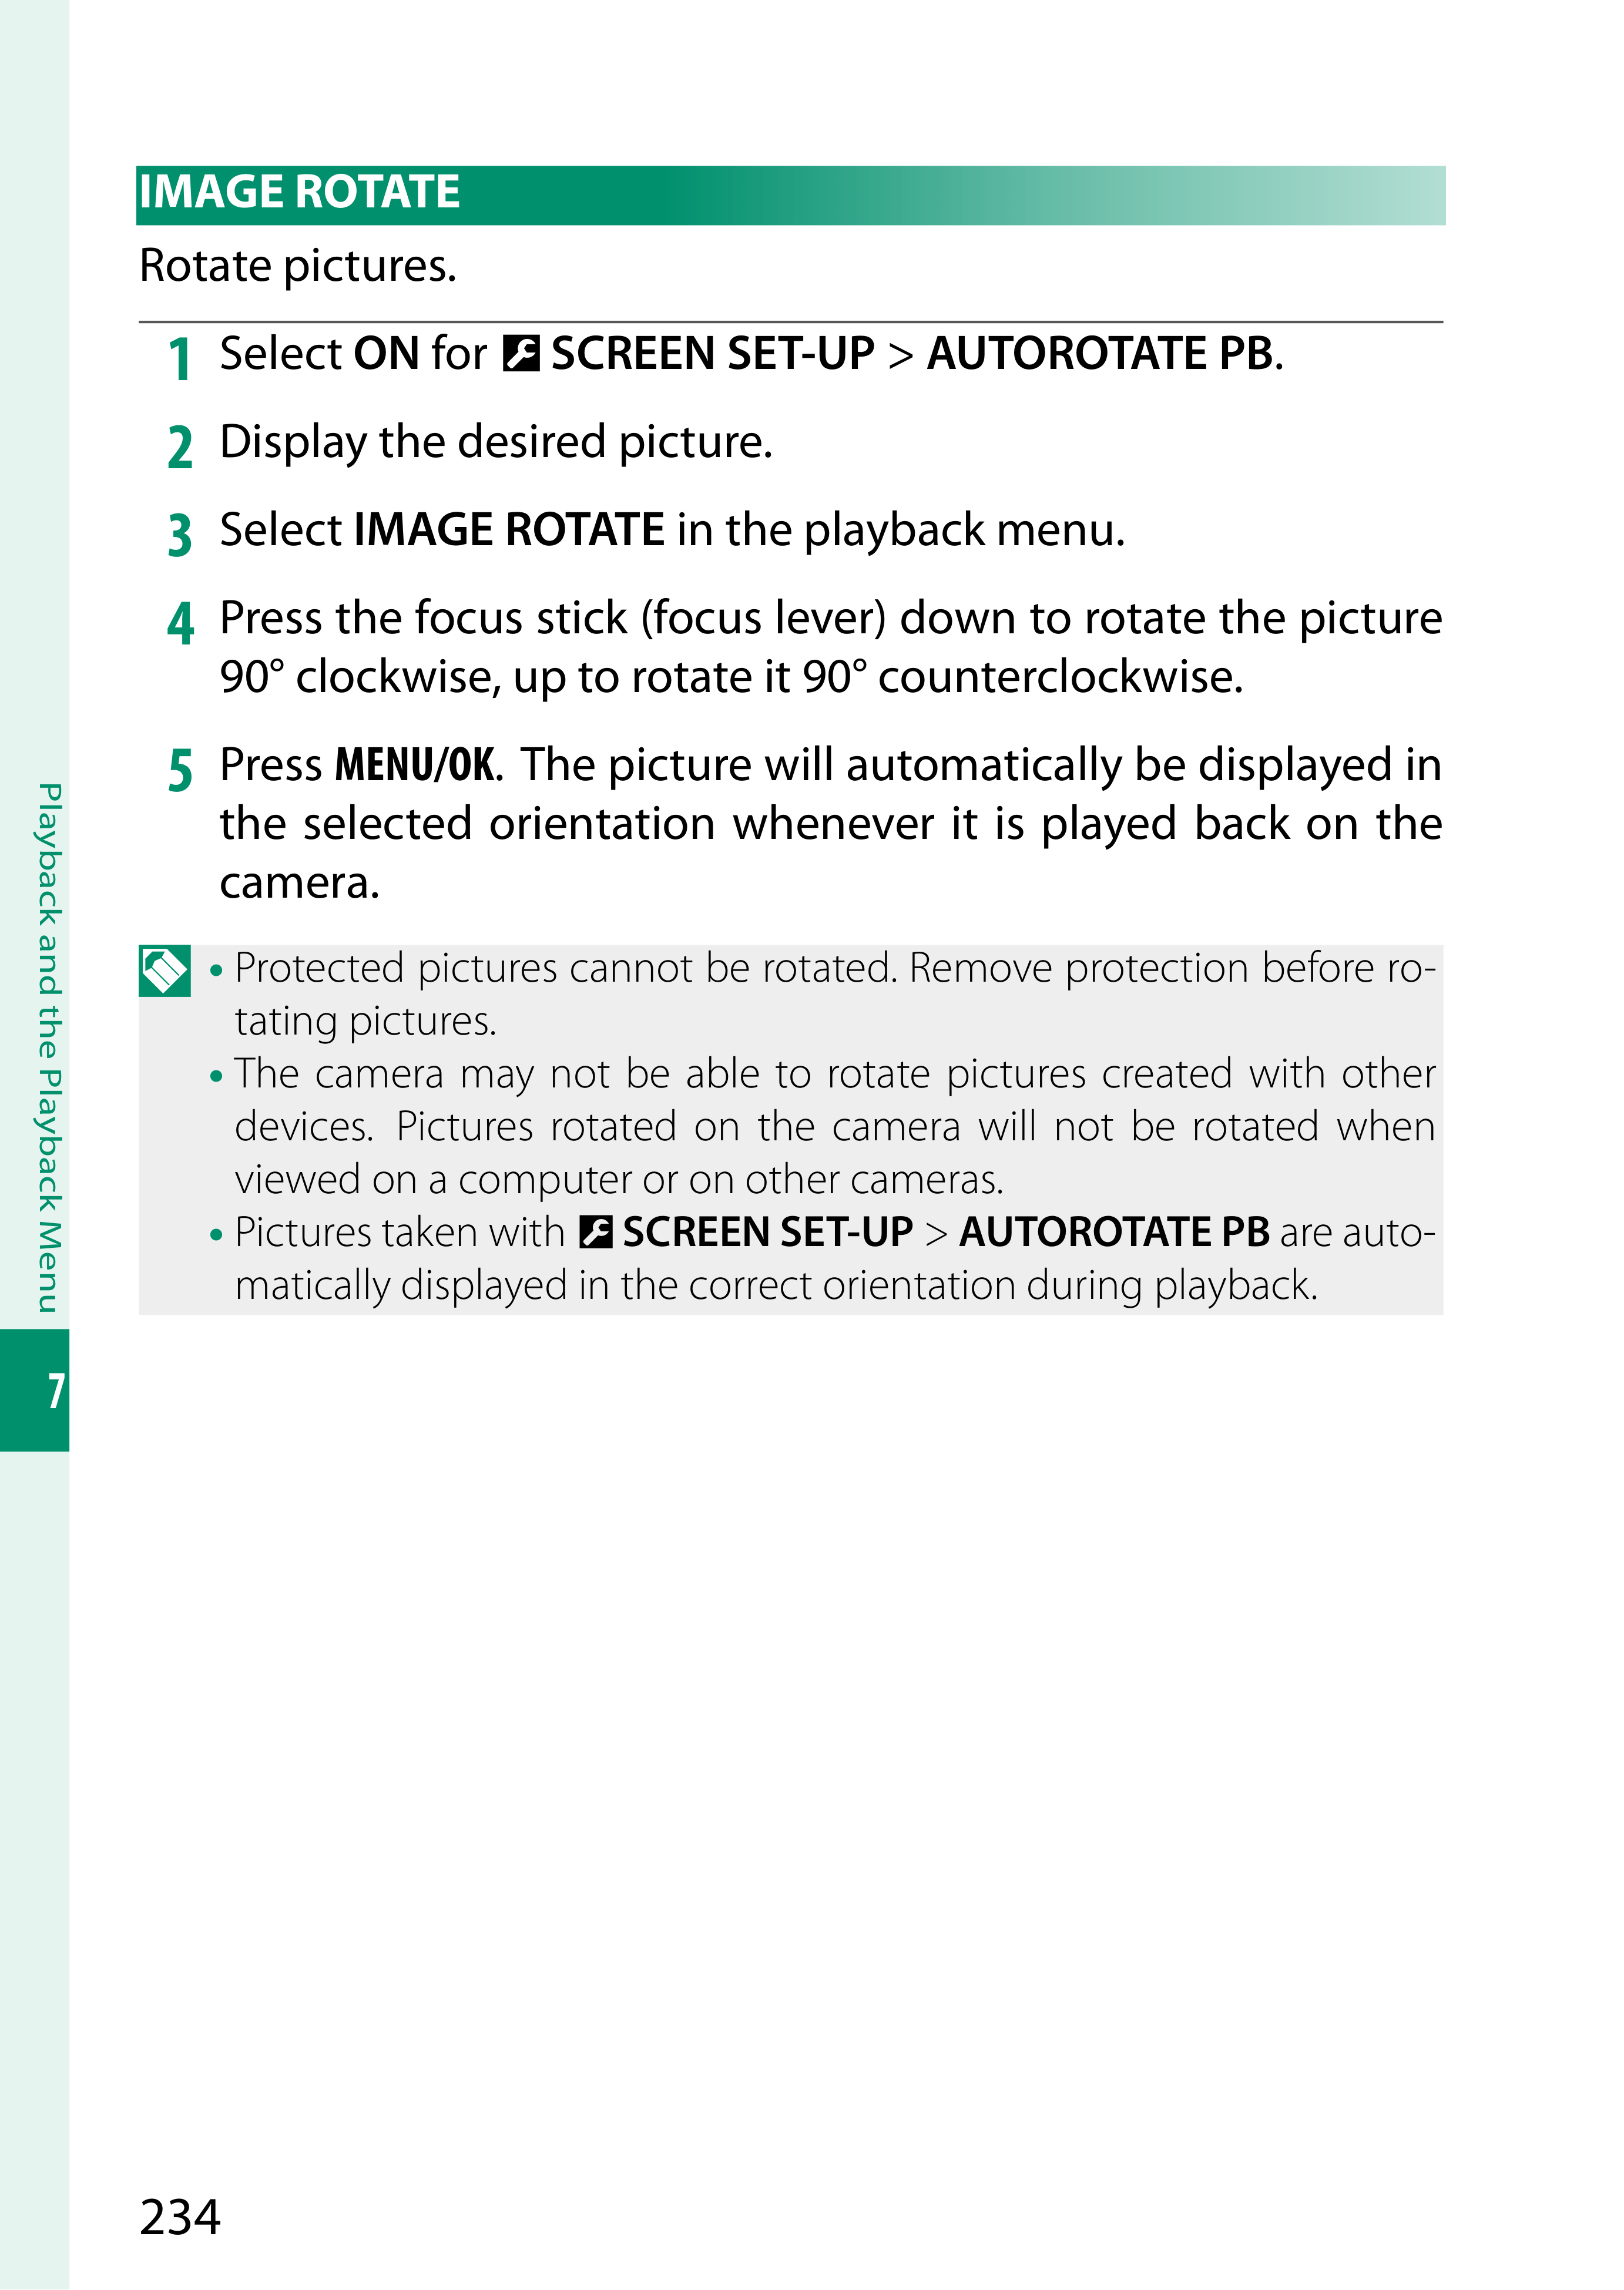 IMAGE ROTATE
Rotate pictures.
1 Select ON for SCREEN SET-UP > AUTOROTATE PB.
2 Display the desired picture.
3 Select IMAGE ROTATE in the playback menu.
4 Press the focus stick (focus lever) down to rotate the picture
90° clockwise, up to rotate it 90° counterclockwise.
5 Press MENU/OK. The picture will automatically be displayed in
the selected orientation whenever it is played back on the
camera.
• Protected pictures cannot be rotated. Remove protection before ro-
tating pictures.
• The camera may not be able to rotate pictures created with other
devices. Pictures rotated on the camera will not be rotated when
viewed on a computer or on other cameras.
• Pictures taken with SCREEN SET-UP > AUTOROTATE PB are auto-
matically displayed in the correct orientation during playback.
Playback and the Playback Menu
7
234